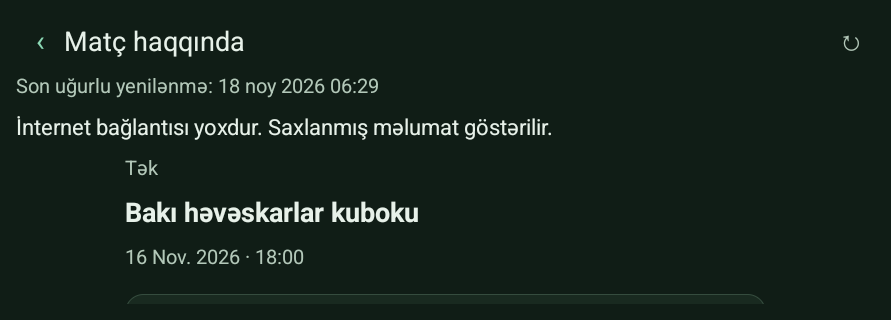 Matç haqqında
Son uğurlu yenilənmə: 18 noy 2026 06:29
İnternet bağlantısı yoxdur. Saxlanmış məlumat göstərilir.
Tək
Bakı həvəskarlar kuboku
16 Nov. 2026 · 18:00